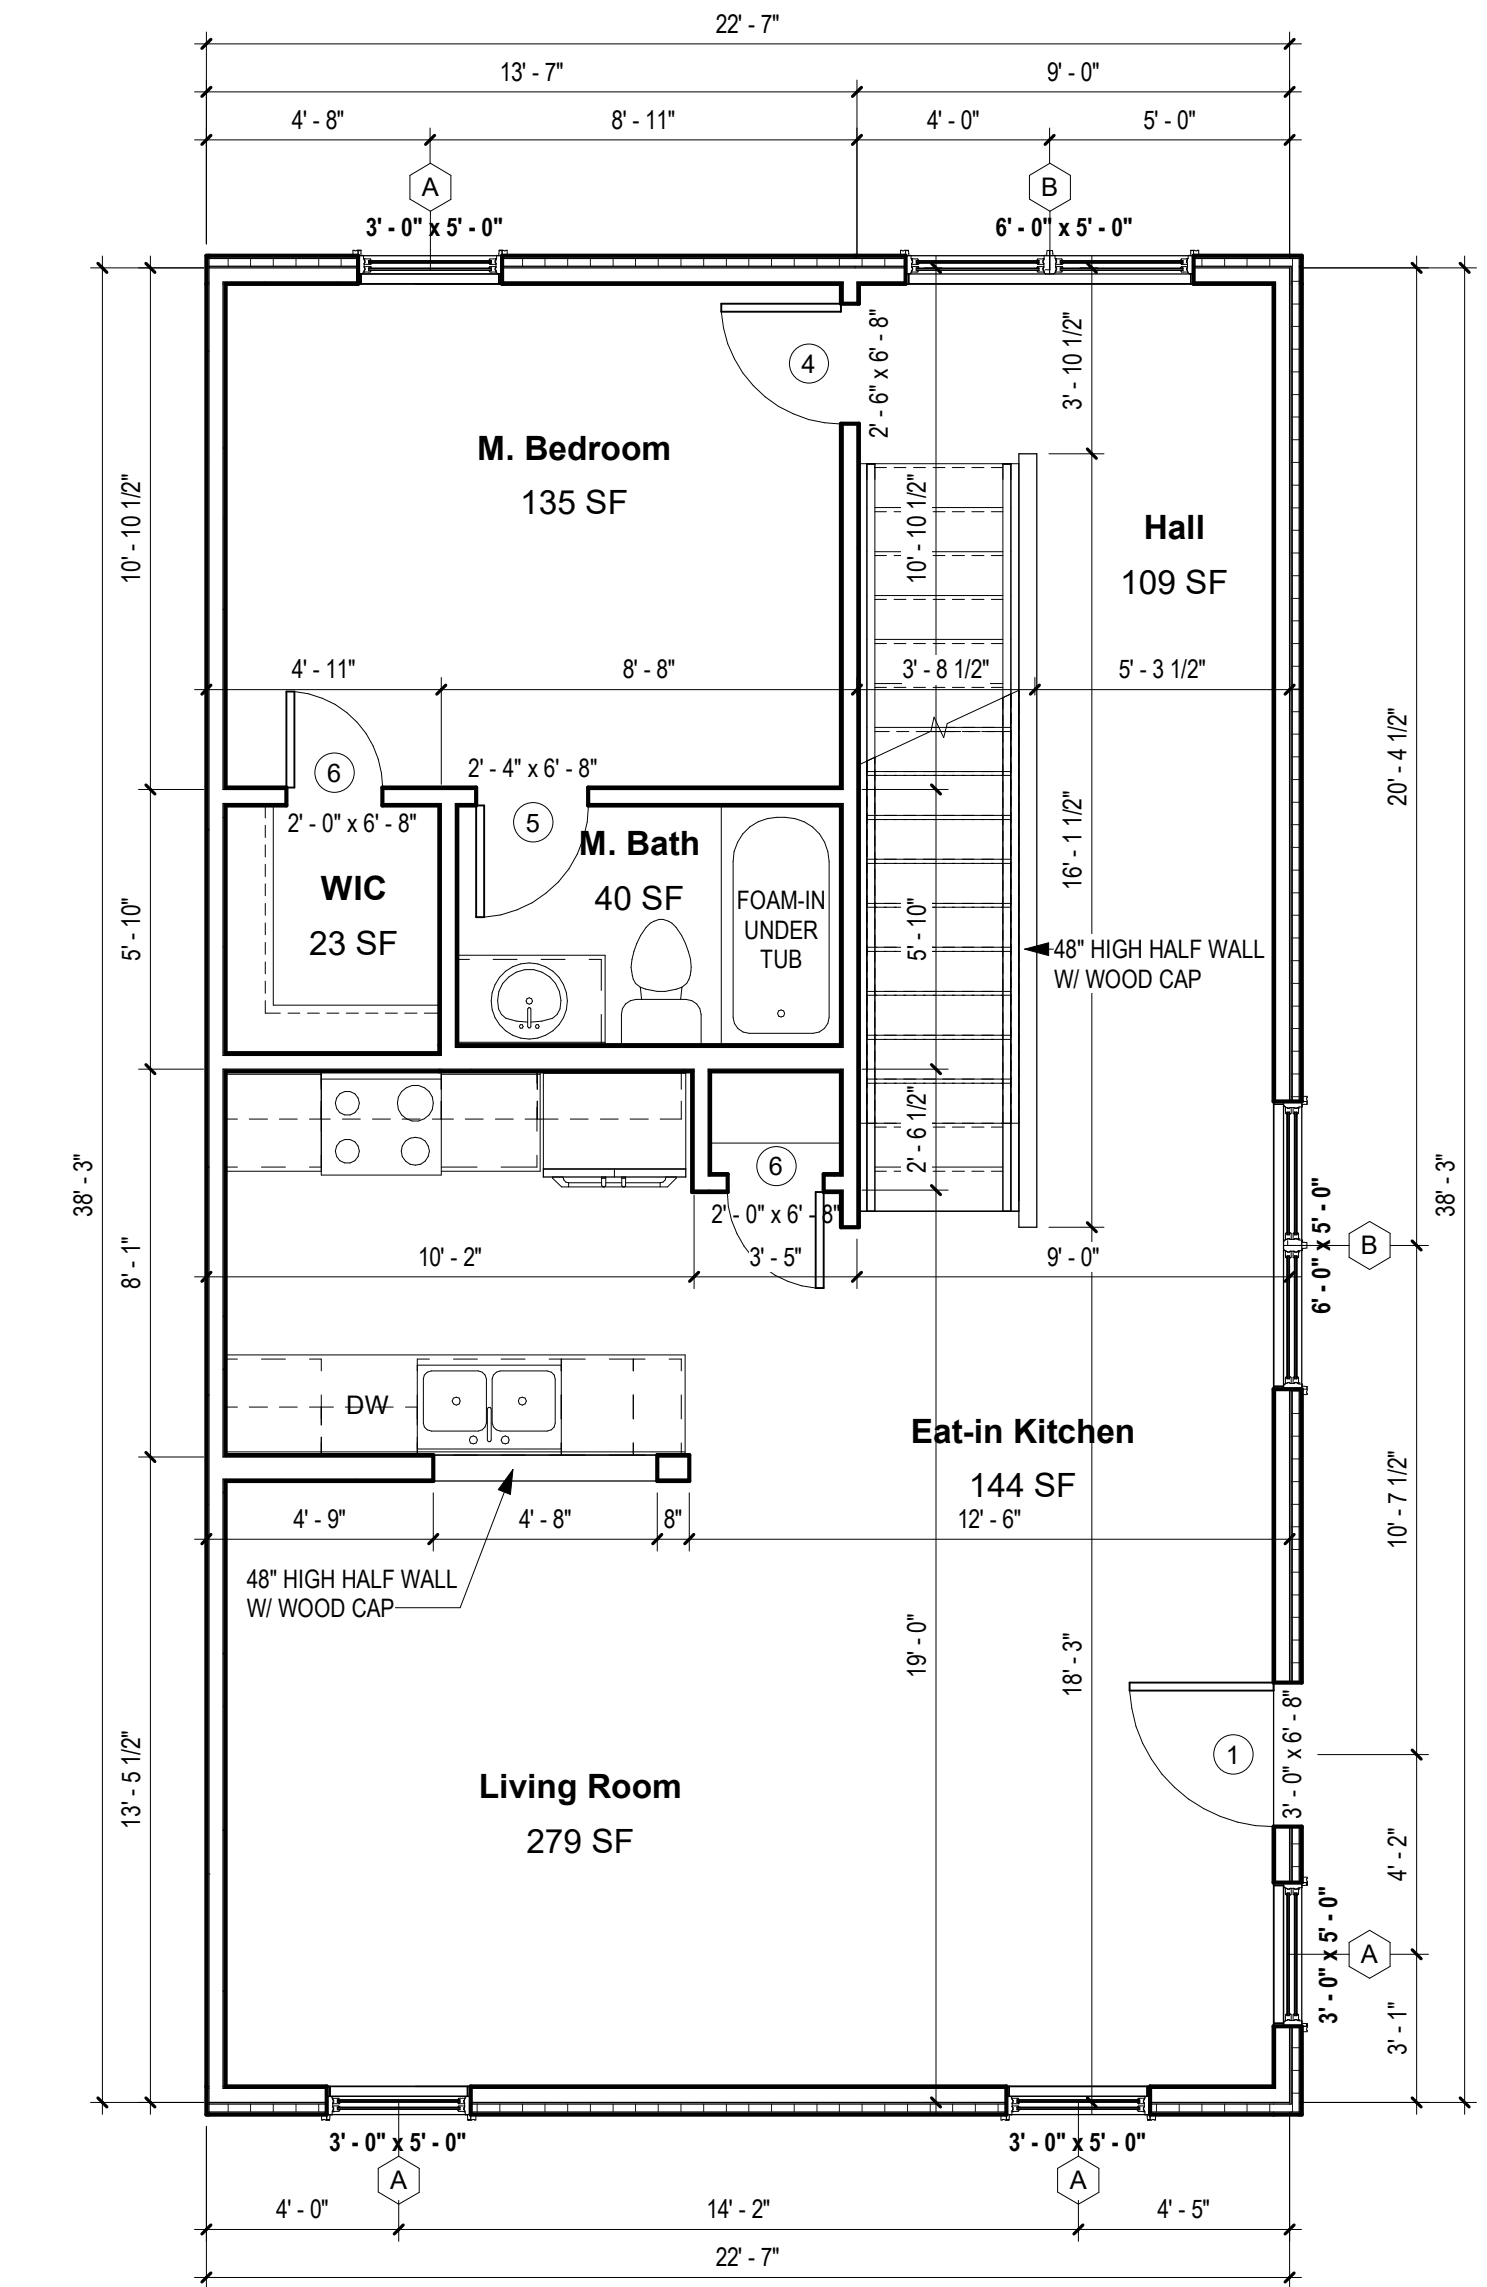 22' - 7"
13' - 7"
9' - 0"
4' - 8"
8' - 11"
4' - 0"
5' - 0"
A
B
3' - 0" x 5' - 0"
6' - 0" x 5' - 0"
4
2' - 6" x 6' - 8"
3' - 10 1/2"
M. Bedroom
135 SF
10' - 10 1/2"
10' - 10 1/2"
Hall
109 SF
4' - 11"
8' - 8"
3' - 8 1/2"
5' - 3 1/2"
20' - 4 1/2"
6
2' - 0" x 6' - 8"
2' - 4" x 6' - 8"
5
M. Bath
40 SF
WIC
23 SF
FOAM-IN
UNDER
TUB
5' - 10"
5' - 10"
16' - 1 1/2"
48" HIGH HALF WALL
W/ WOOD CAP
38' - 3"
8' - 1"
6
2' - 0" x 6' - 8"
2' - 6 1/2"
10' - 2"
3' - 5"
9' - 0"
6' - 0" x 5' - 0"
B
38' - 3"
DW
Eat-in Kitchen
144 SF
4' - 9"
4' - 8"
8"
12' - 6"
10' - 7 1/2"
48" HIGH HALF WALL
W/ WOOD CAP
19' - 0"
18' - 3"
13' - 5 1/2"
Living Room
279 SF
1
3' - 0" x 6' - 8"
4' - 2"
3' - 0" x 5' - 0"
A
3' - 1"
3' - 0" x 5' - 0"
3' - 0" x 5' - 0"
A
A
4' - 0"
14' - 2"
4' - 5"
22' - 7"